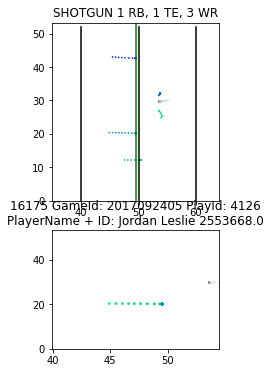 SHOTGUN 1 RB, 1 TE, 3 WR
50
40
30
20
10
0
40 50 60
16175 GameId: 2017092405 PlayId: 4126
PlayerName + ID: Jordan Leslie 2553668.0
40
20
0
40 45 50